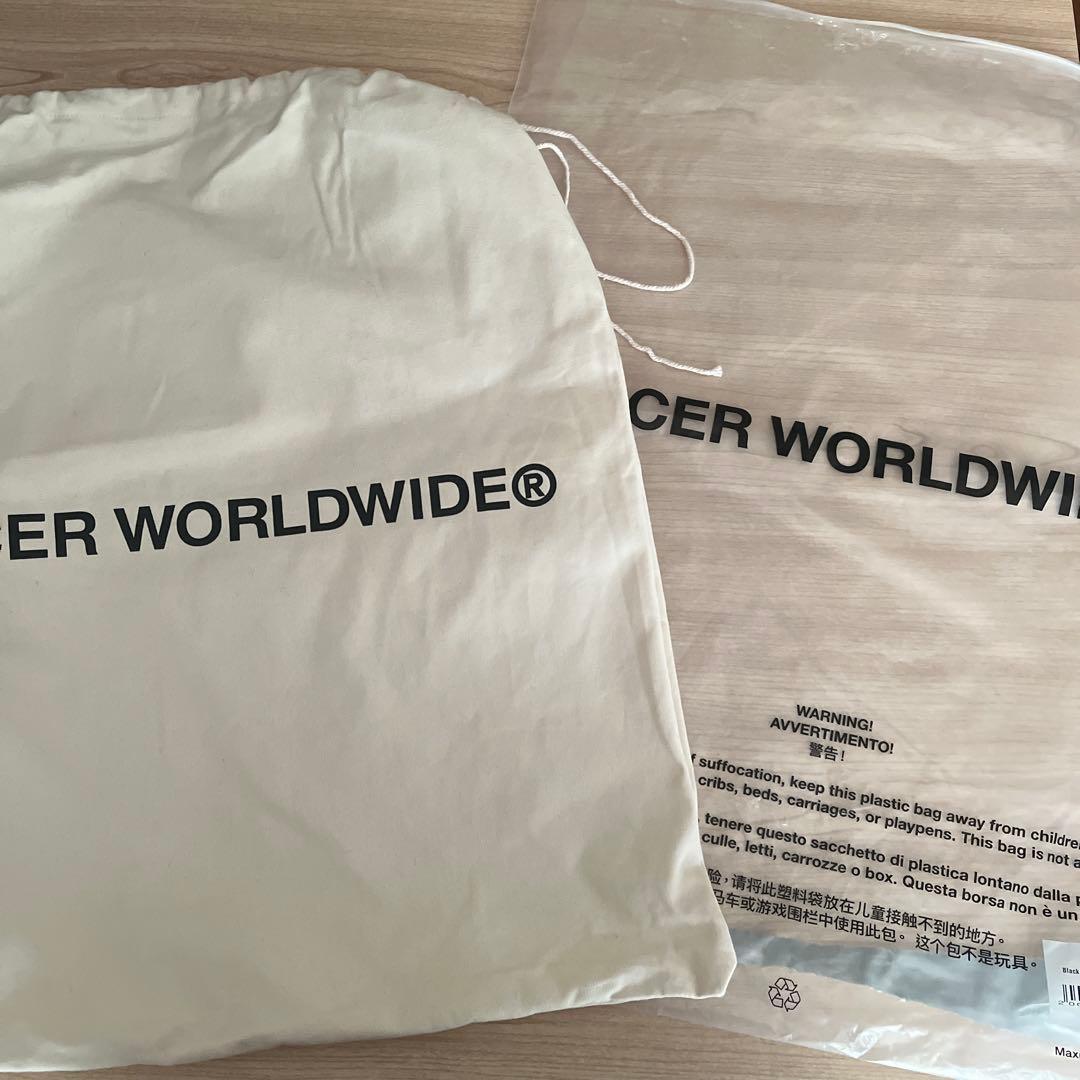 CER WORLDWIDE®
CER WORLDWI
WARNING!
AVVERTIMENTO!
警告!
suffocation, keep this plastic bag away from children
cribs, beds, carriages, or playpens. This bag is not a
tenere questo sacchetto di plastica lontano dalla
culle, letti, carrozze o box. Questa borsa non è un
险,请将此塑料袋放在儿童接触不到的地方。
马车或游戏围栏中使用此包。 这个包不是玩具。
Black